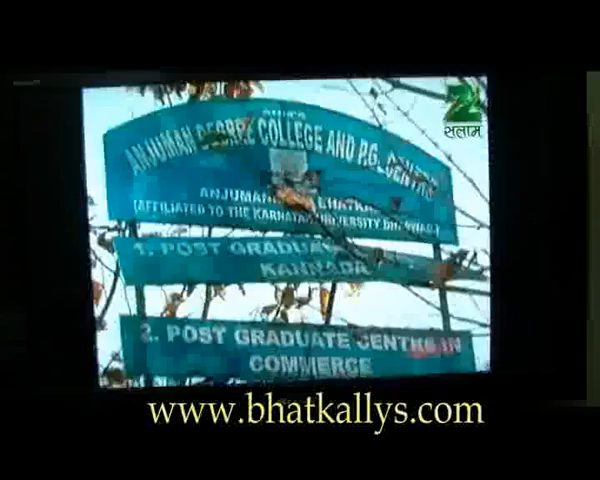 सलाम
ANJUMAN DEGREE COLLEGE AND P.G. CENTRE
ANJUMAN BHATKAL
(AFFILIATED TO THE KARNATAK UNIVERSITY DHARWAD.)
1. POST GRADUATE
KANNADA
2. POST GRADUATE CENTRE IN
COMMERCE
www.bhatkallys.com